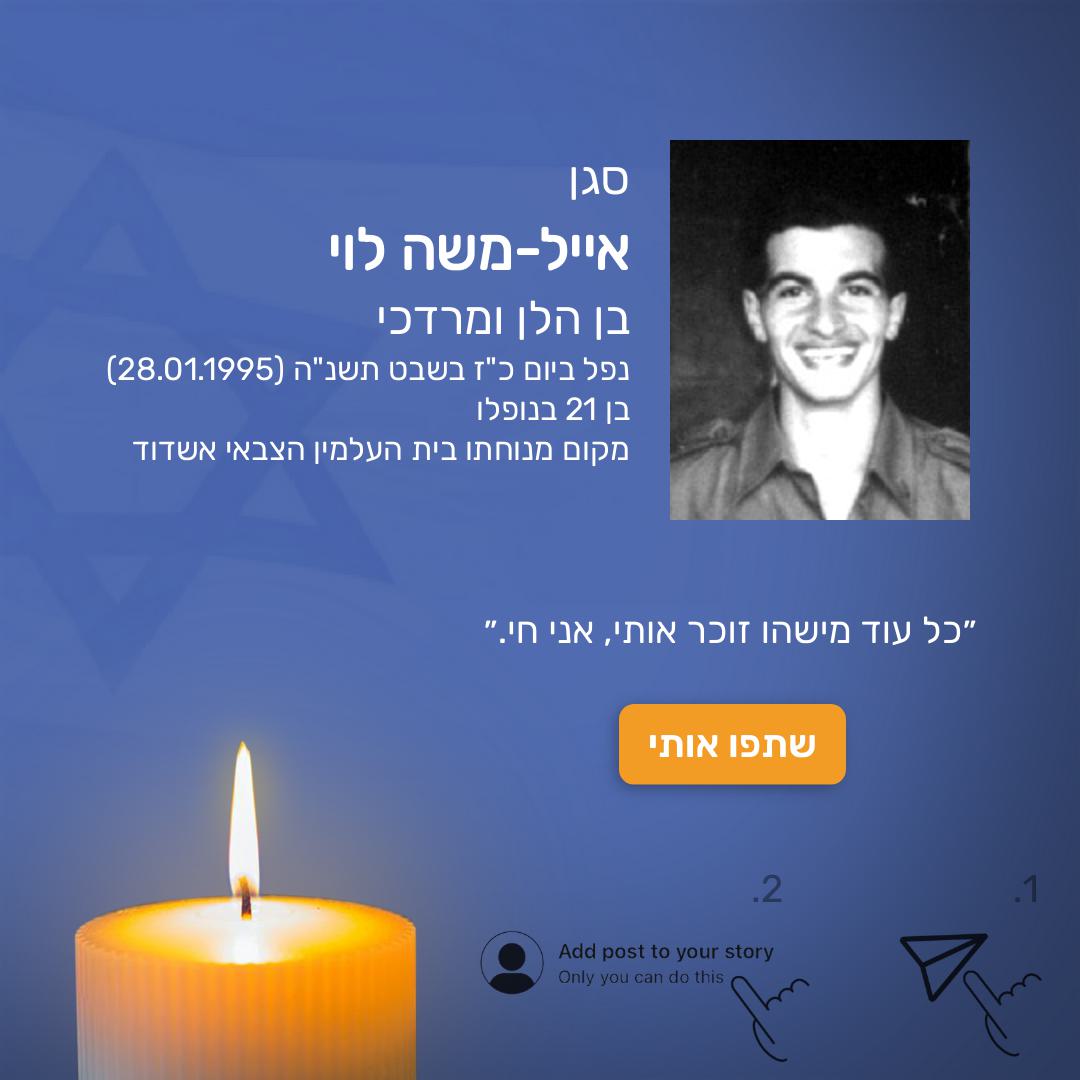 סגן
אייל-משה לוי
בן הלן ומרדכי
נפל ביום כ"ז בשבט תשנ"ה (28.01.1995)
בן 21 בנופלו
מקום מנוחתו בית העלמין הצבאי אשדוד
״כל עוד מישהו זוכר אותי, אני חי.״
שתפו אותי
.1
.2
Add post to your story
Only you can do this